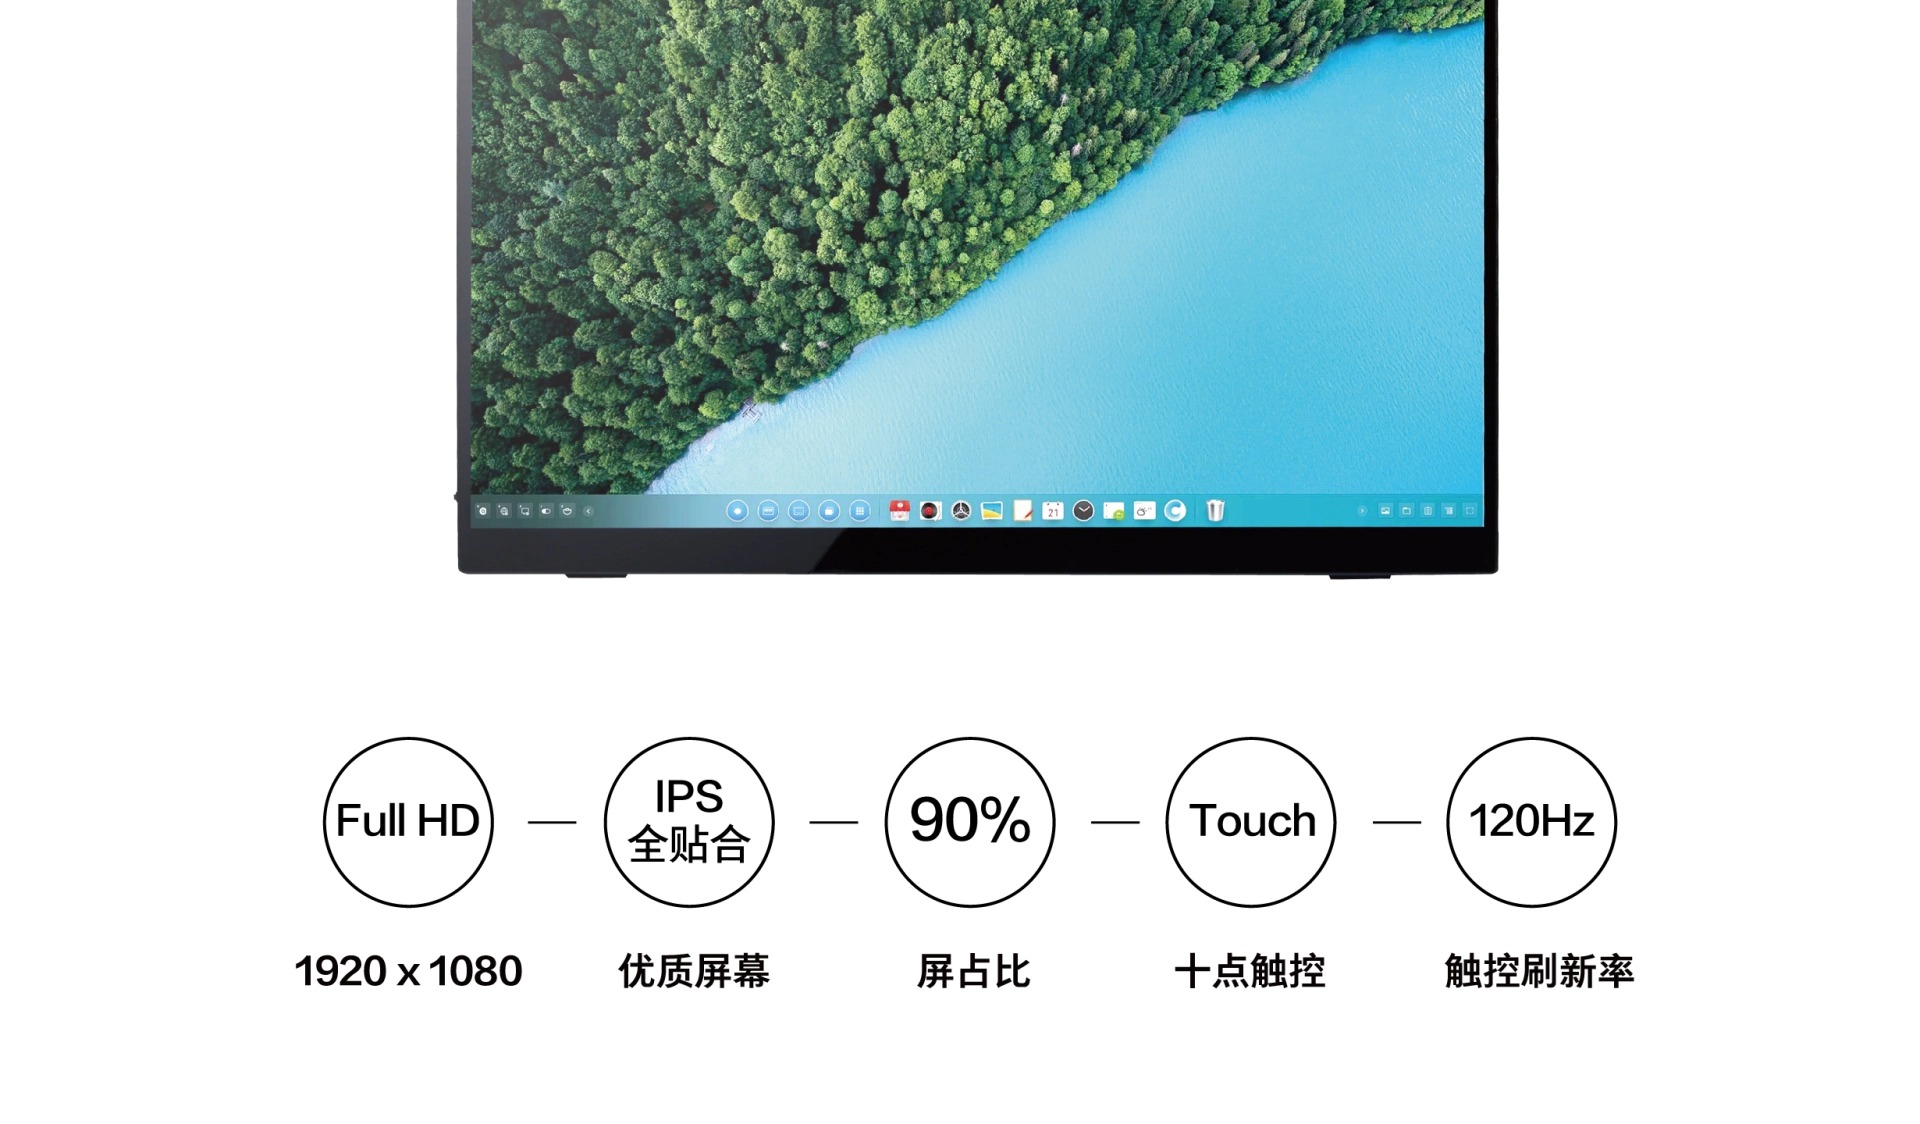 21
Full HD
IPS
全贴合
90%
Touch
120Hz
1920 x 1080
优质屏幕
屏占比
十点触控
触控刷新率